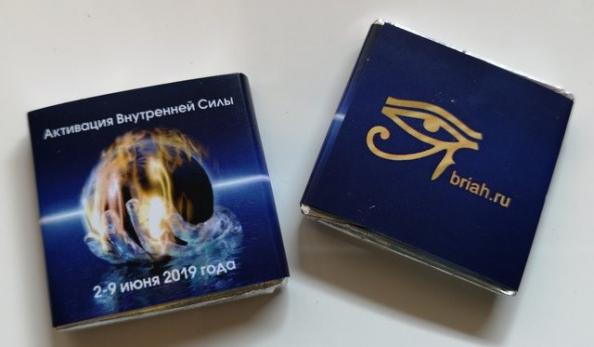 Активация Внутренней Силы
2-9 июня 2019 года
briah.ru